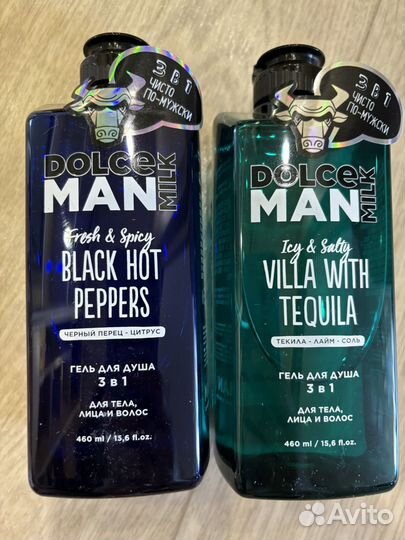 3 В 1
ЧИСТО
ПО-МУЖСКИ
DOLCE
MAN
MILK
Fresh & Spicy
BLACK HOT
PEPPERS
ЧЕРНЫЙ ПЕРЕЦ - ЦИТРУС
ГЕЛЬ ДЛЯ ДУША
3 В 1
ДЛЯ ТЕЛА,
ЛИЦА И ВОЛОС
460 ml / 15,6 fl.oz.
3 В 1
ЧИСТО
ПО-МУЖСКИ
DOLCE
MAN
MILK
Icy & Salty
VILLA WITH
TEQUILA
ТЕКИЛА - ЛАЙМ - СОЛЬ
ГЕЛЬ ДЛЯ ДУША
3 В 1
ДЛЯ ТЕЛА,
ЛИЦА И ВОЛОС
460 ml / 15,6 fl.oz.
Avito